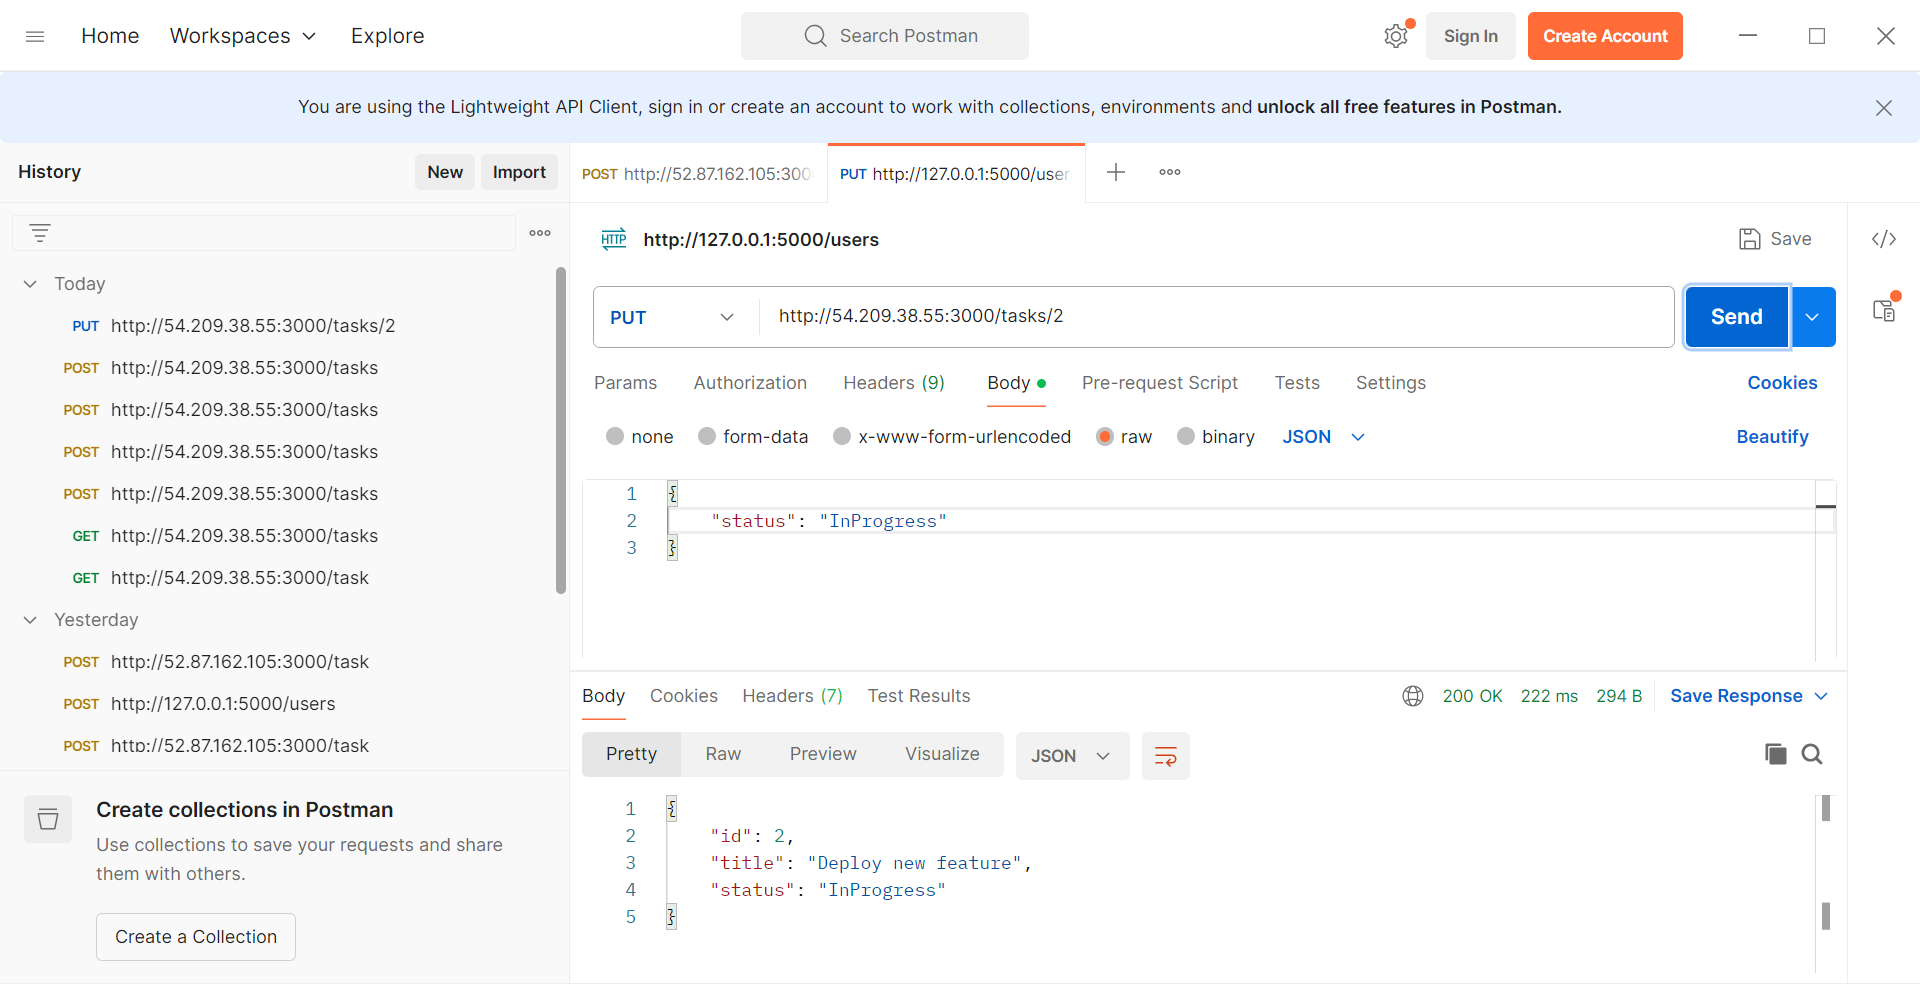 Home Workspaces Explore Search Postman Sign In Create Account
You are using the Lightweight API Client, sign in or create an account to work with collections, environments and unlock all free features in Postman.
History New Import
POST http://52.87.162.105:300 PUT http://127.0.0.1:5000/user
HTTP http://127.0.0.1:5000/users Save
Today
PUT http://54.209.38.55:3000/tasks/2
POST http://54.209.38.55:3000/tasks
POST http://54.209.38.55:3000/tasks
POST http://54.209.38.55:3000/tasks
POST http://54.209.38.55:3000/tasks
GET http://54.209.38.55:3000/tasks
GET http://54.209.38.55:3000/task
Yesterday
POST http://52.87.162.105:3000/task
POST http://127.0.0.1:5000/users
POST http://52.87.162.105:3000/task
Create collections in Postman
Use collections to save your requests and share
them with others.
Create a Collection
PUT http://54.209.38.55:3000/tasks/2 Send
Params Authorization Headers (9) Body Pre-request Script Tests Settings Cookies
none form-data x-www-form-urlencoded raw binary JSON Beautify
1 {
2 "status": "InProgress"
3 }
Body Cookies Headers (7) Test Results 200 OK 222 ms 294 B Save Response
Pretty Raw Preview Visualize JSON
1 {
2 "id": 2,
3 "title": "Deploy new feature",
4 "status": "InProgress"
5 }